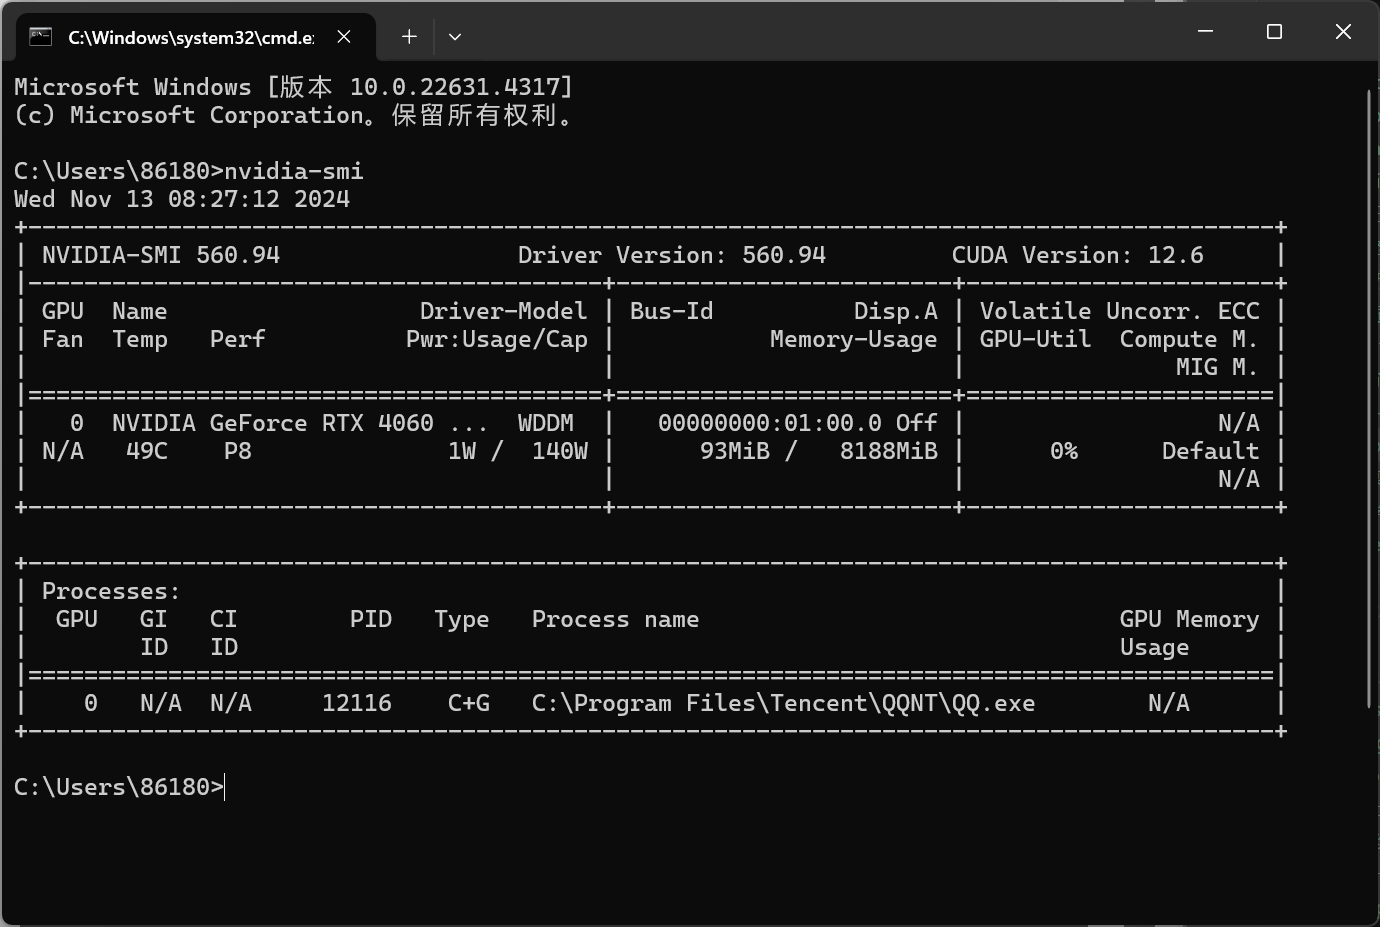 C:\Windows\system32\cmd.e
Microsoft Windows [版本 10.0.22631.4317]
(c) Microsoft Corporation。保留所有权利。
C:\Users\86180>nvidia-smi
Wed Nov 13 08:27:12 2024
+-----------------------------------------------------------------------------------------+
| NVIDIA-SMI 560.94                 Driver Version: 560.94         CUDA Version: 12.6     |
|-----------------------------------------+------------------------+----------------------+
| GPU  Name                  Driver-Model | Bus-Id          Disp.A | Volatile Uncorr. ECC |
| Fan  Temp   Perf          Pwr:Usage/Cap |           Memory-Usage | GPU-Util  Compute M. |
|                                         |                        |               MIG M. |
|=========================================+========================+======================|
|   0  NVIDIA GeForce RTX 4060 ...  WDDM  |   00000000:01:00.0 Off |                  N/A |
| N/A   49C    P8              1W /  140W |      93MiB /   8188MiB |      0%      Default |
|                                         |                        |                  N/A |
+-----------------------------------------+------------------------+----------------------+
+-----------------------------------------------------------------------------------------+
| Processes:                                                                              |
|  GPU   GI   CI        PID   Type   Process name                              GPU Memory |
|        ID   ID                                                               Usage      |
|=========================================================================================|
|    0   N/A  N/A     12116    C+G   C:\Program Files\Tencent\QQNT\QQ.exe        N/A      |
+-----------------------------------------------------------------------------------------+
C:\Users\86180>